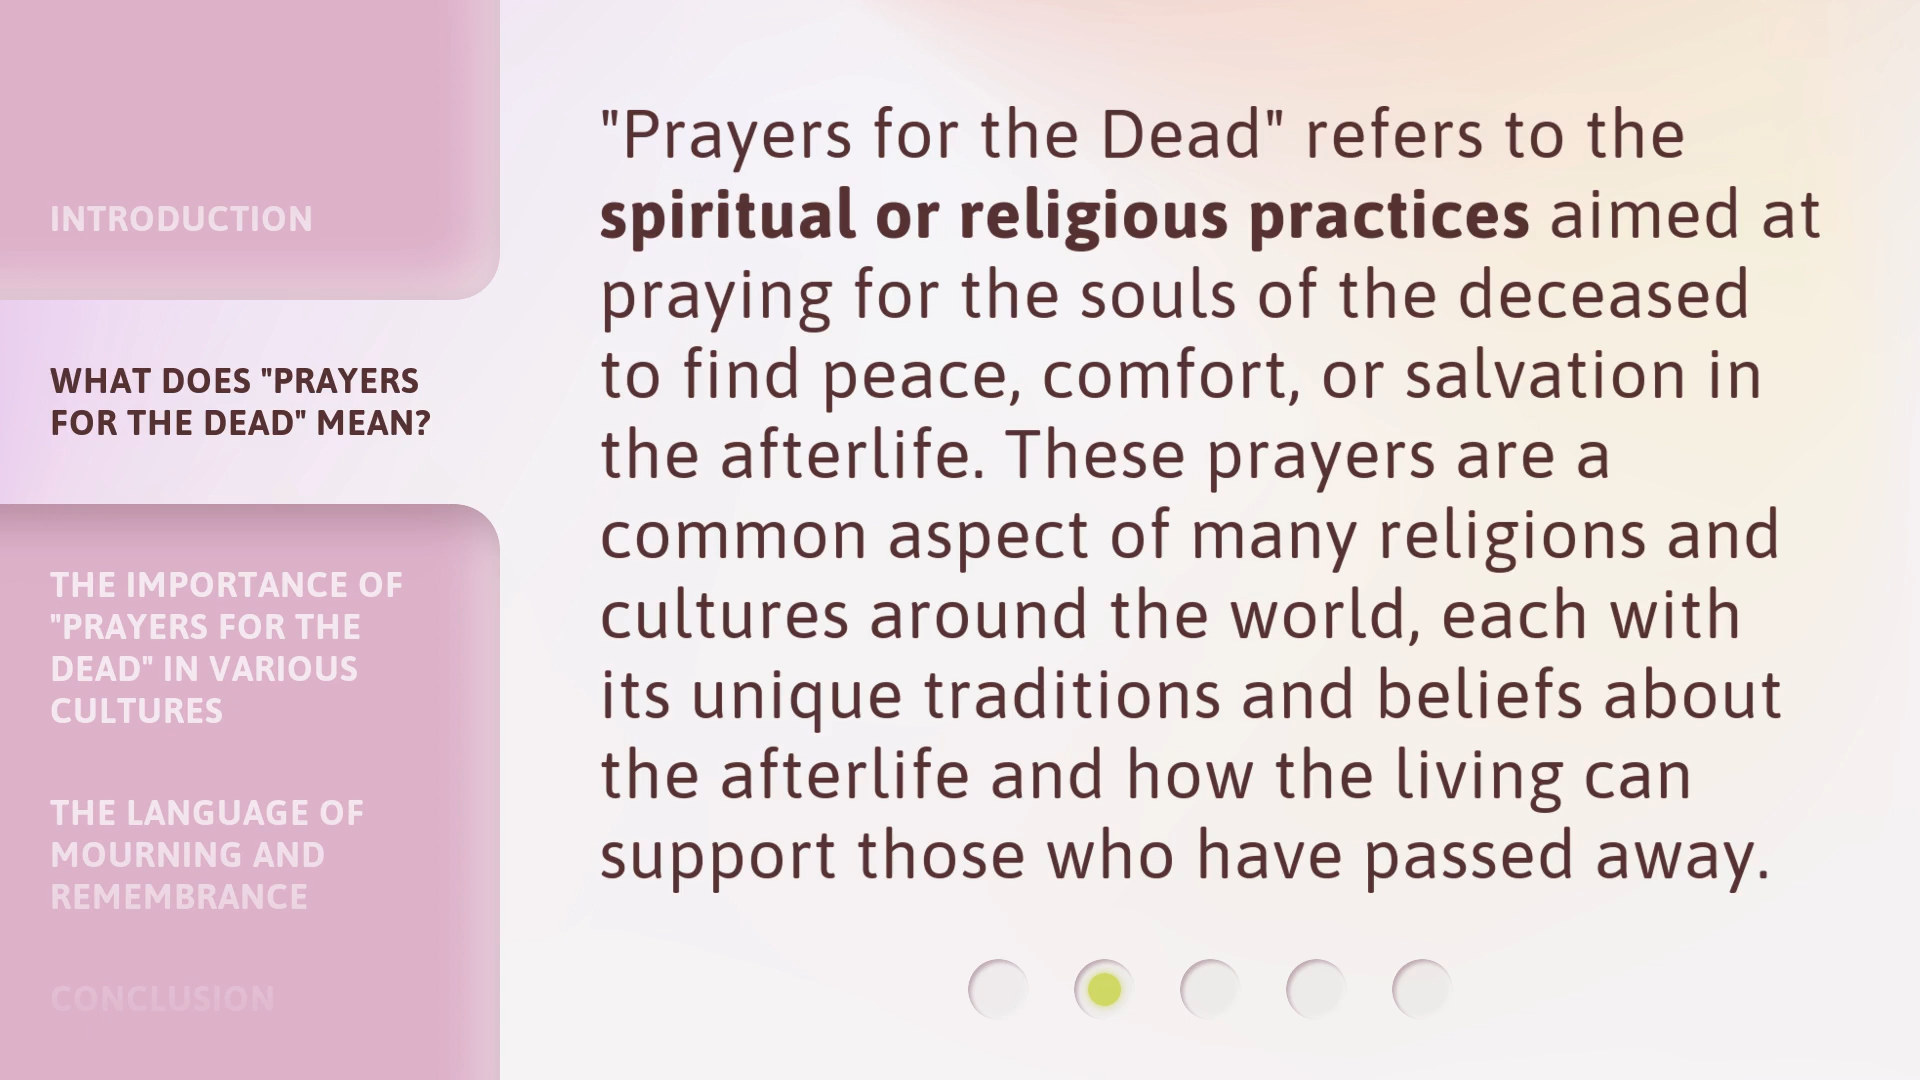 INTRODUCTION
WHAT DOES "PRAYERS
FOR THE DEAD" MEAN?
THE IMPORTANCE OF
"PRAYERS FOR THE
DEAD" IN VARIOUS
CULTURES
THE LANGUAGE OF
MOURNING AND
REMEMBRANCE
CONCLUSION
"Prayers for the Dead" refers to the
spiritual or religious practices aimed at
praying for the souls of the deceased
to find peace, comfort, or salvation in
the afterlife. These prayers are a
common aspect of many religions and
cultures around the world, each with
its unique traditions and beliefs about
the afterlife and how the living can
support those who have passed away.